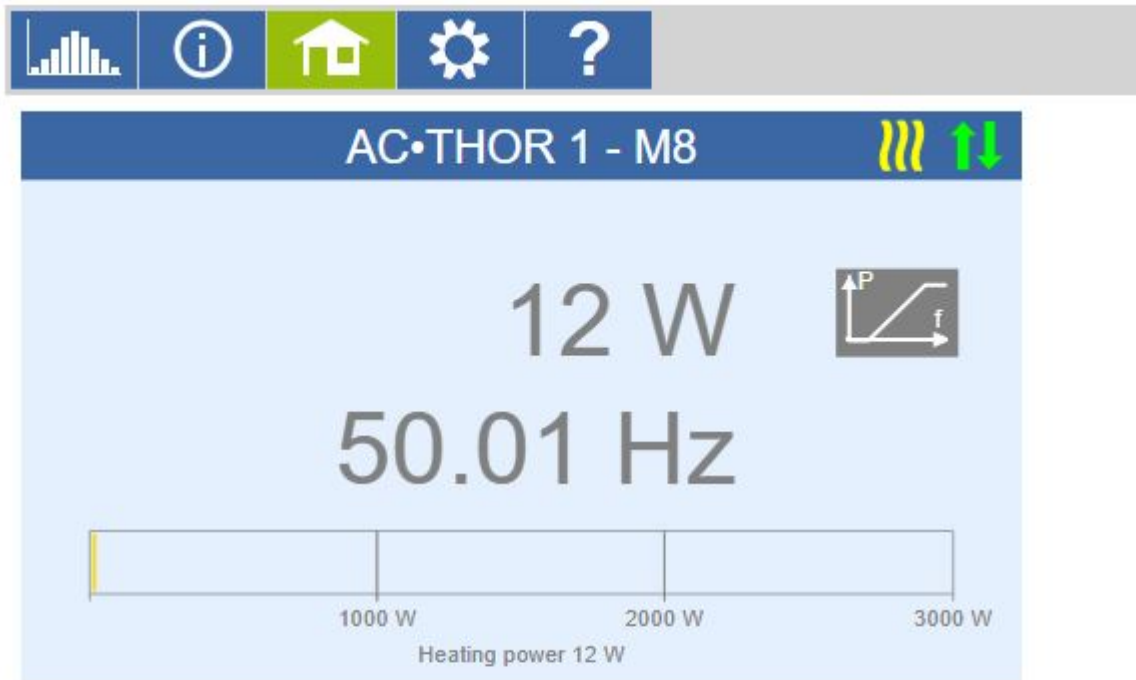 i
?
AC•THOR 1 - M8
12 W
P
f
50.01 Hz
1000 W 2000 W 3000 W
Heating power 12 W